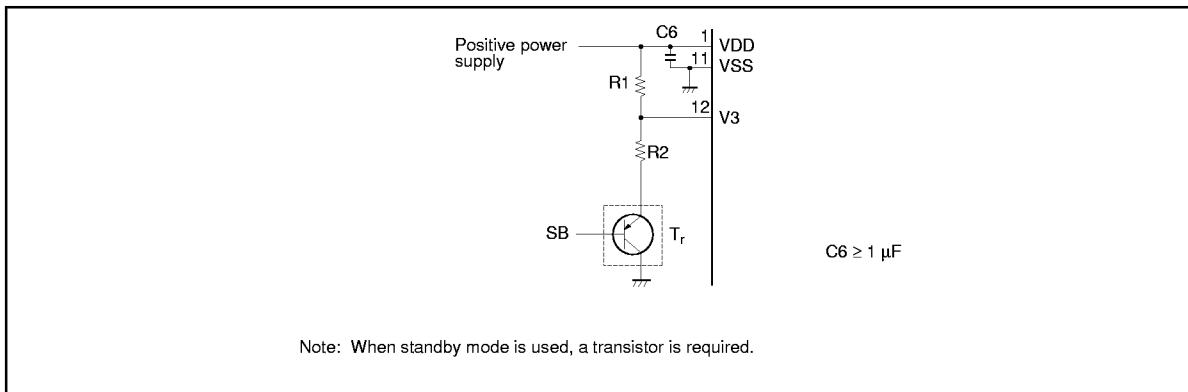 C6
1
VDD
Positive power
supply
11
VSS
R1
12
V3
R2
SB
Tr
C6 ≥ 1 µF
Note: When standby mode is used, a transistor is required.